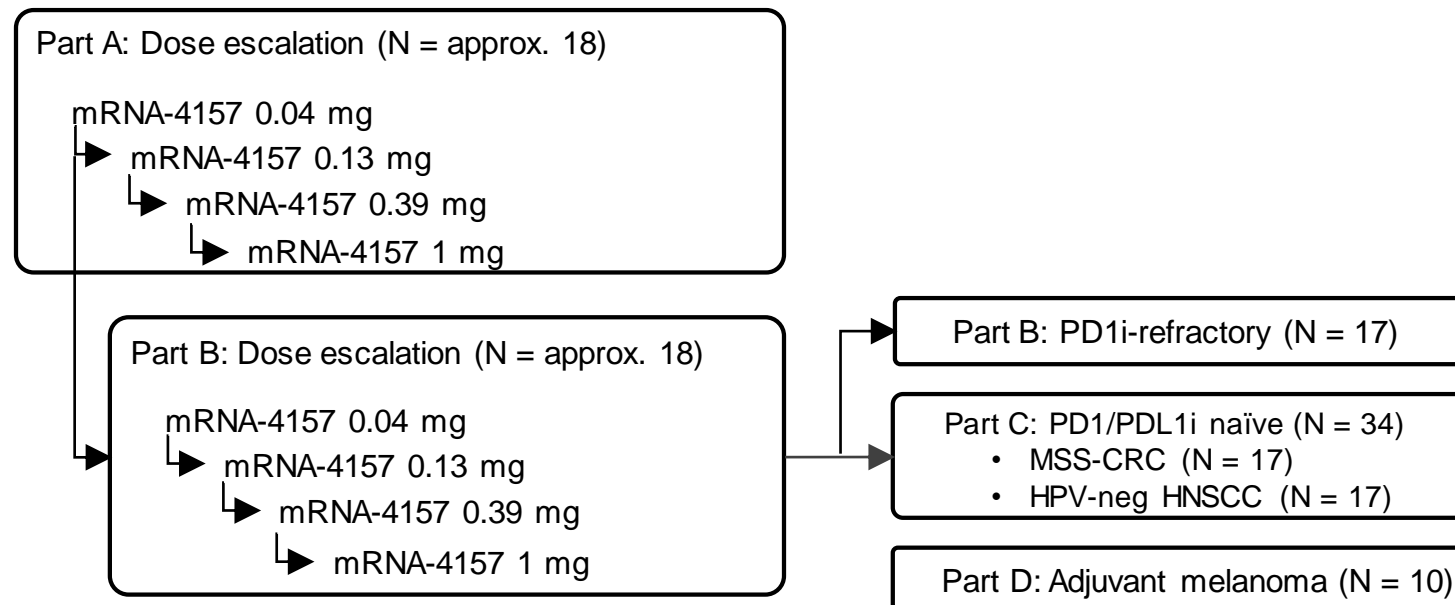 Part A: Dose escalation (N = approx. 18)
mRNA-4157 0.04 mg
mRNA-4157 0.13 mg
mRNA-4157 0.39 mg
mRNA-4157 1 mg
Part B: Dose escalation (N = approx. 18)
mRNA-4157 0.04 mg
mRNA-4157 0.13 mg
mRNA-4157 0.39 mg
mRNA-4157 1 mg
Part B: PD1i-refractory (N = 17)
Part C: PD1/PDL1i naïve (N = 34)
• MSS-CRC (N = 17)
• HPV-neg HNSCC (N = 17)
Part D: Adjuvant melanoma (N = 10)